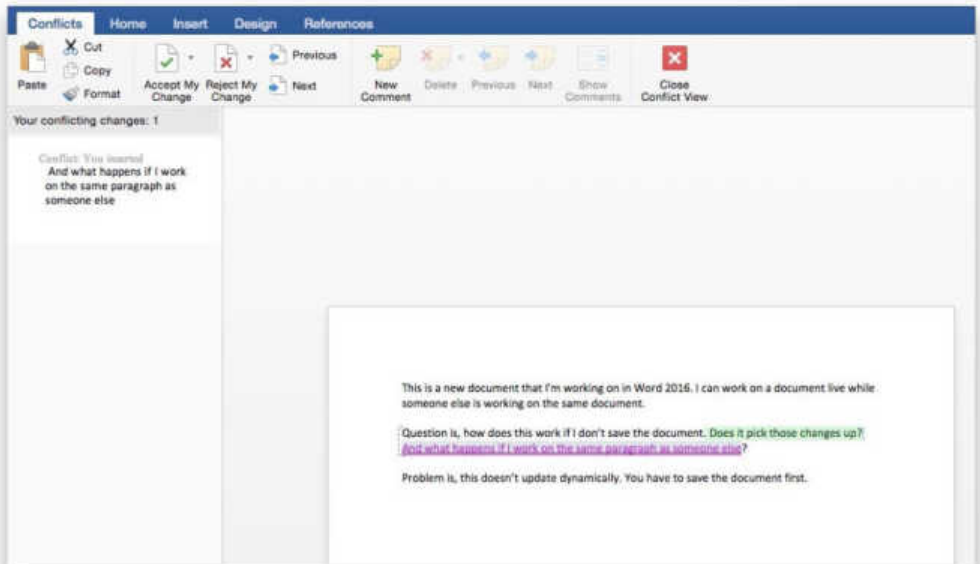 Conflicts Home Insert Design References
Paste
Cut
Copy
Format
Accept My Change
Reject My Change
Previous
Next
New Comment
Delete
Previous
Next
Show Comments
Close Conflict View
Your conflicting changes: 1
Conflict: You inserted
And what happens if I work
on the same paragraph as
someone else
This is a new document that I'm working on in Word 2016. I can work on a document live while
someone else is working on the same document.
Question is, how does this work if I don't save the document. Does it pick those changes up?
And what happens if I work on the same paragraph as someone else?
Problem is, this doesn't update dynamically. You have to save the document first.